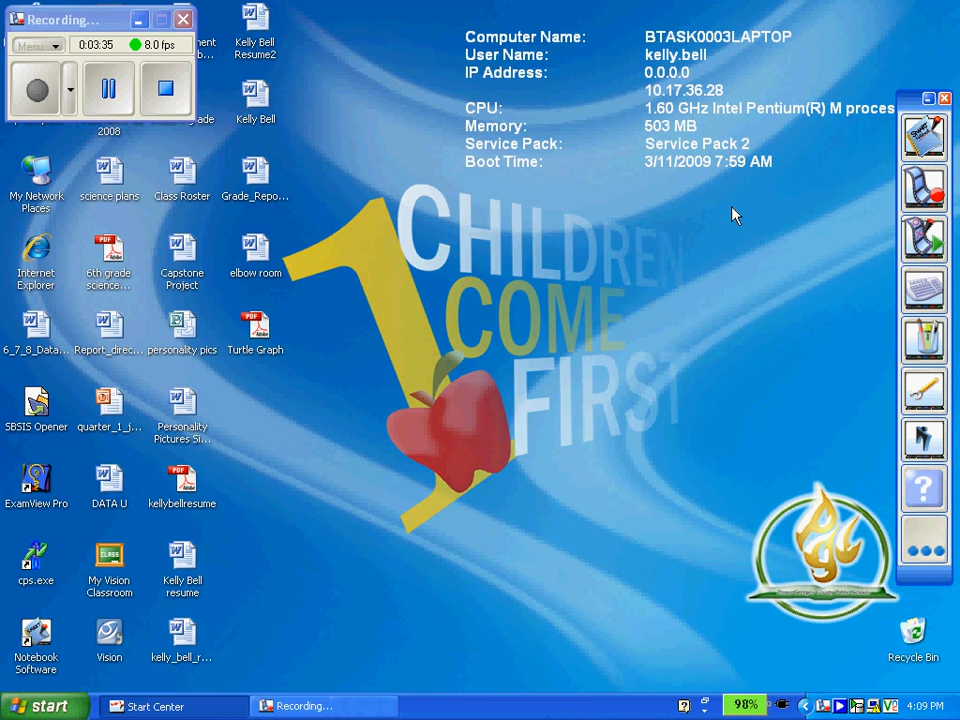 Recording...
Menu
0:03:35
8.0 fps
2008
Kelly Bell
Resume2
Kelly Bell
My Network
Places
science plans
Class Roster
Grade_Repo...
Internet
Explorer
6th grade
science...
Capstone
Project
elbow room
6_7_8_Data...
Report_direc...
personality pics
Turtle Graph
SBSIS Opener
quarter_1_j...
Personality
Pictures Si...
ExamView Pro
DATA U
kellybellresume
cps.exe
My Vision
Classroom
Kelly Bell
resume
Notebook
Software
Vision
kelly_bell_r...
Computer Name: BTASK0003LAPTOP
User Name: kelly.bell
IP Address: 0.0.0.0
10.17.36.28
CPU: 1.60 GHz Intel Pentium(R) M proces
Memory: 503 MB
Service Pack: Service Pack 2
Boot Time: 3/11/2009 7:59 AM
1
CHILDREN
COME
FIRST
Recycle Bin
start
Start Center
Recording...
98%
4:09 PM